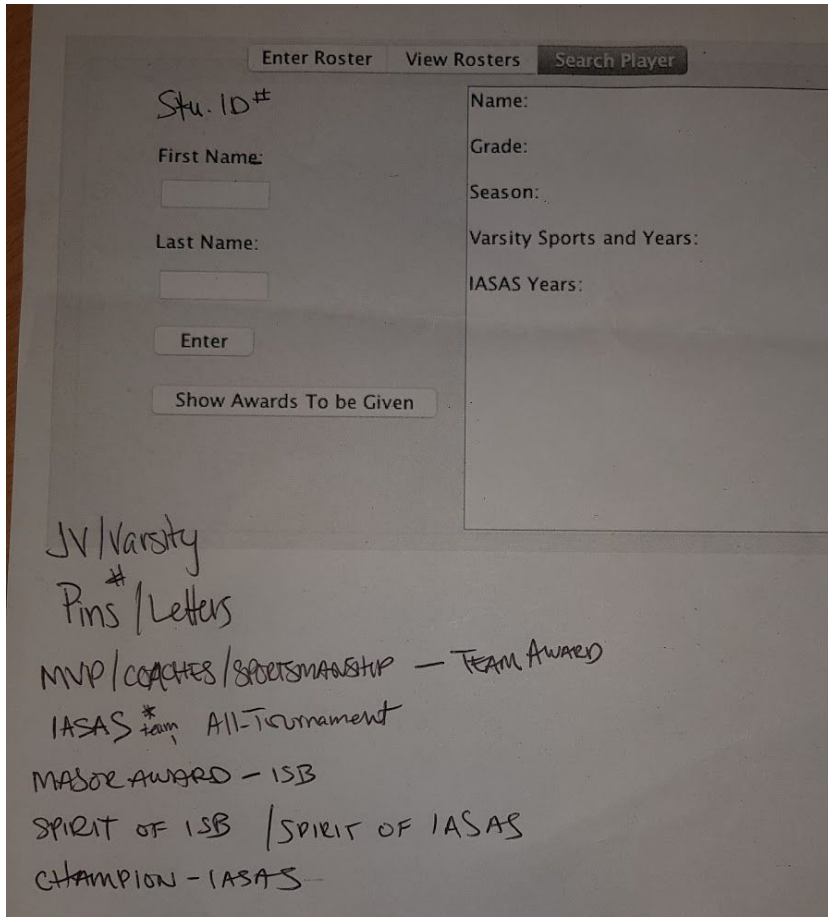 Enter Roster View Rosters Search Player
Stu. ID#
First Name:
Last Name:
Enter
Show Awards To be Given
Name:
Grade:
Season:
Varsity Sports and Years:
IASAS Years:
JV/Varsity
#
Pins/Letters
MVP/COACHES/SPORTSMANSHIP — TEAM AWARD
IASAS * team, All-Tournament
MAJOR AWARD - ISB
SPIRIT OF ISB / SPIRIT OF IASAS
CHAMPION - IASAS